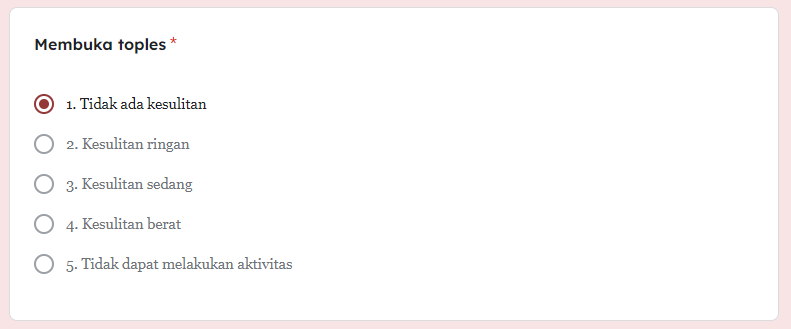 Membuka toples *
1. Tidak ada kesulitan
2. Kesulitan ringan
3. Kesulitan sedang
4. Kesulitan berat
5. Tidak dapat melakukan aktivitas